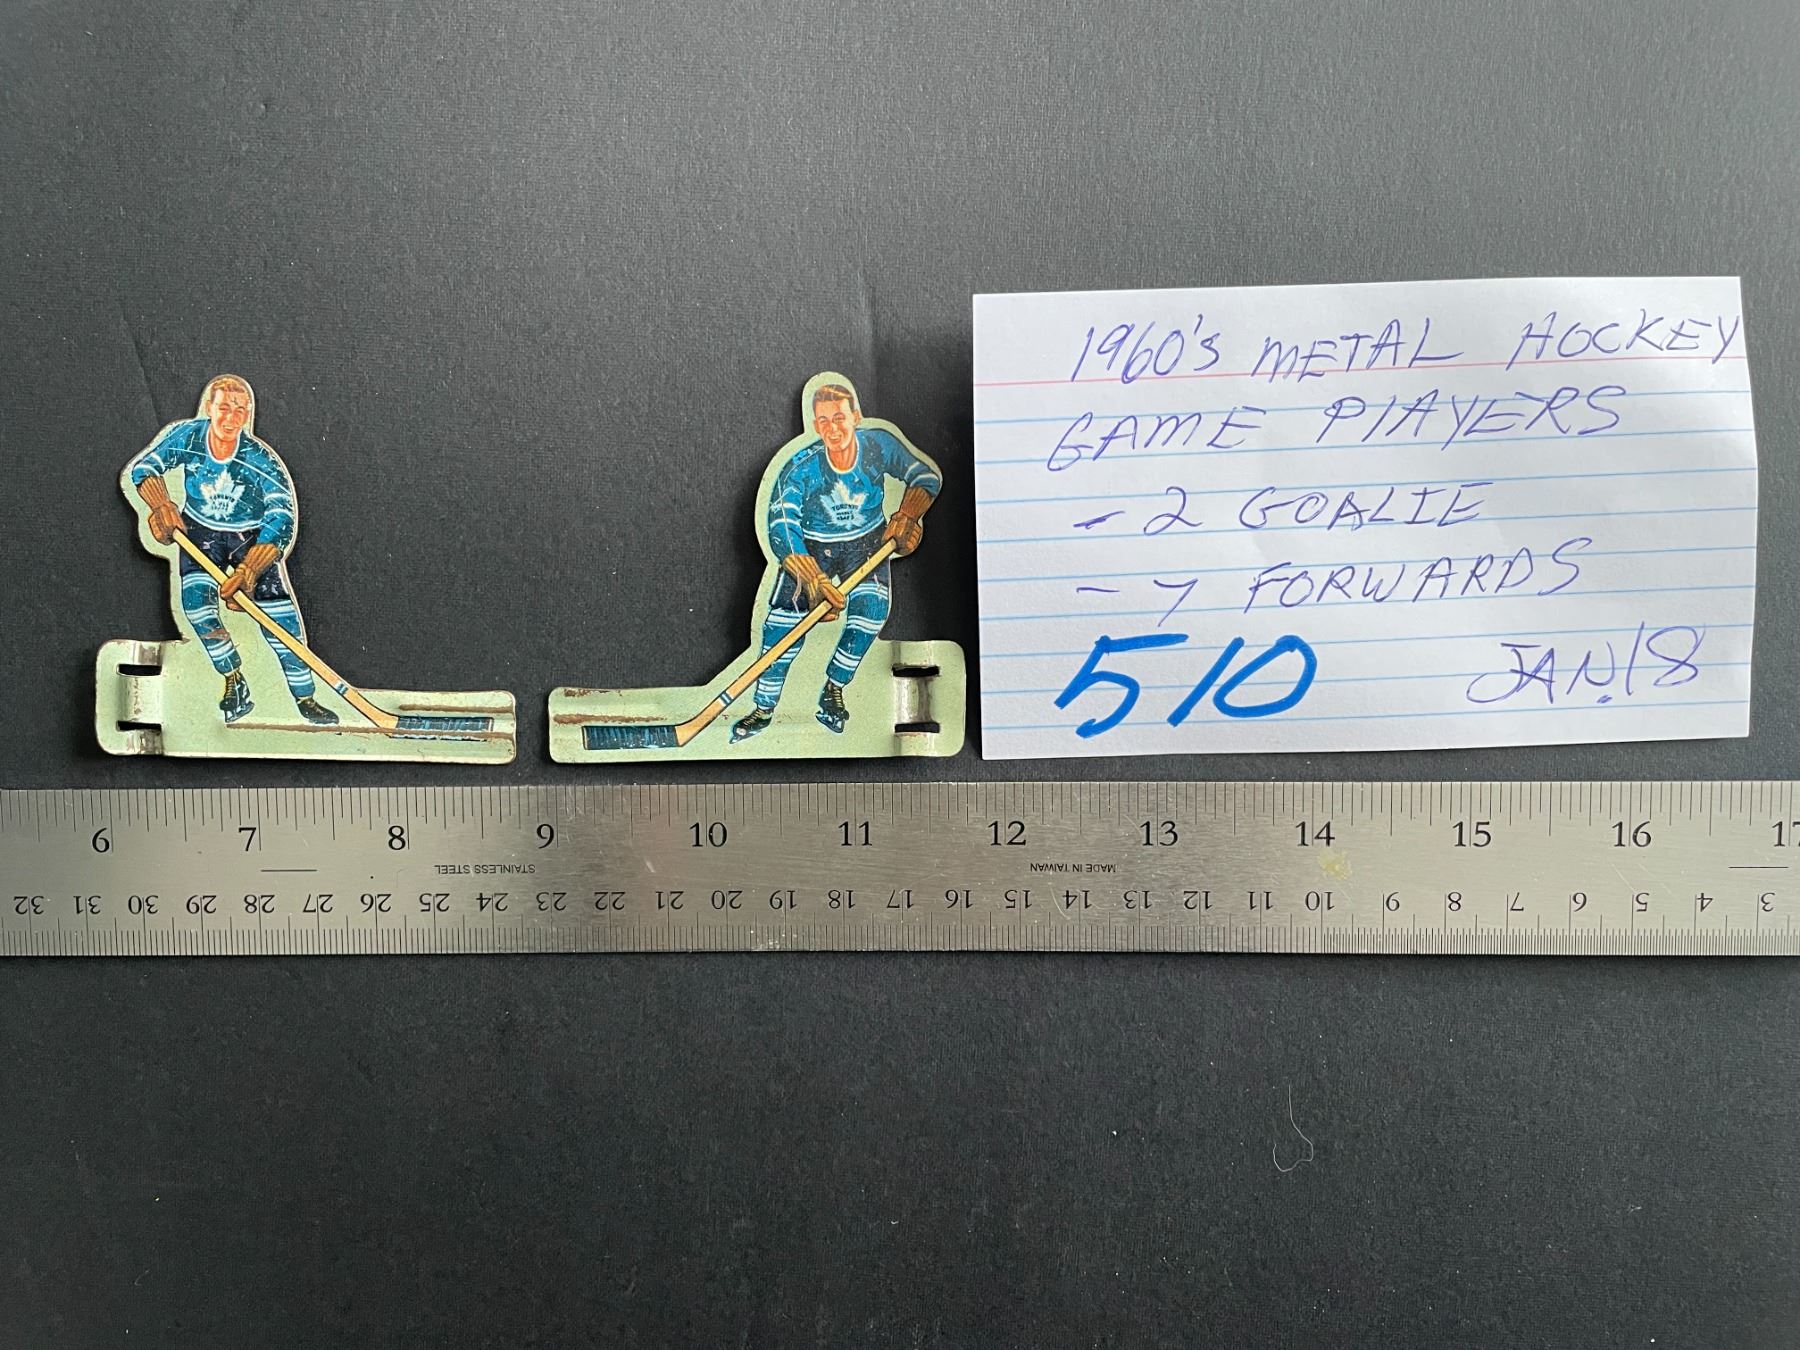 1960's METAL HOCKEY
GAME PLAYERS
- 2 GOALIE
- 7 FORWARDS
510 JAN.18
TORONTO
6 7 8 9 10 11 12 13 14 15 16 17
STAINLESS STEEL MADE IN TAIWAN
32 31 30 29 28 27 26 25 24 23 22 21 20 19 18 17 16 15 14 13 12 11 10 9 8 7 6 5 4 3